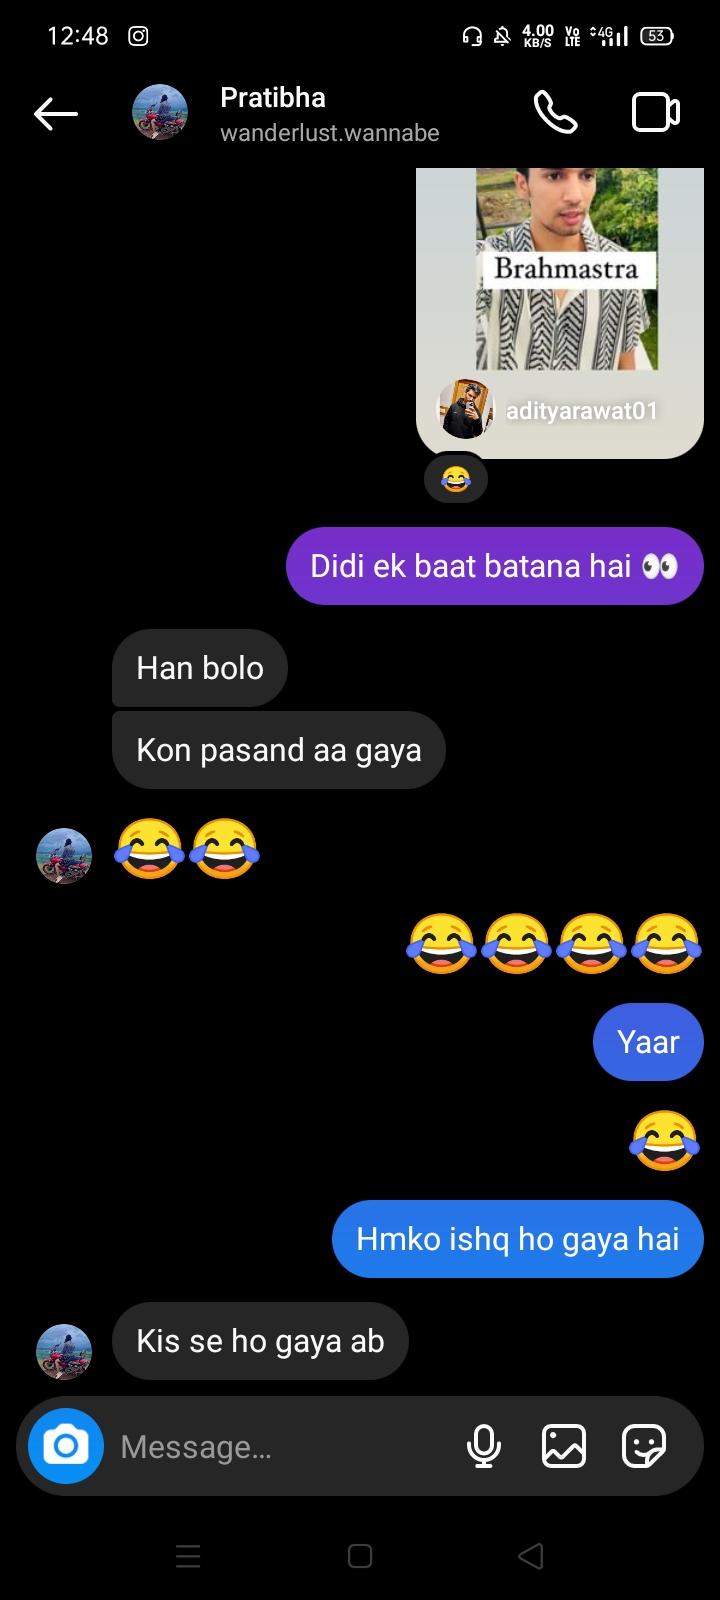 12:48
4.00 KB/S Vo LTE 4G 53
Pratibha
wanderlust.wannabe
Brahmastra
adityarawat01
😂
Didi ek baat batana hai 👀
Han bolo
Kon pasand aa gaya
😂😂
😂😂😂😂
Yaar
😂
Hmko ishq ho gaya hai
Kis se ho gaya ab
Message...